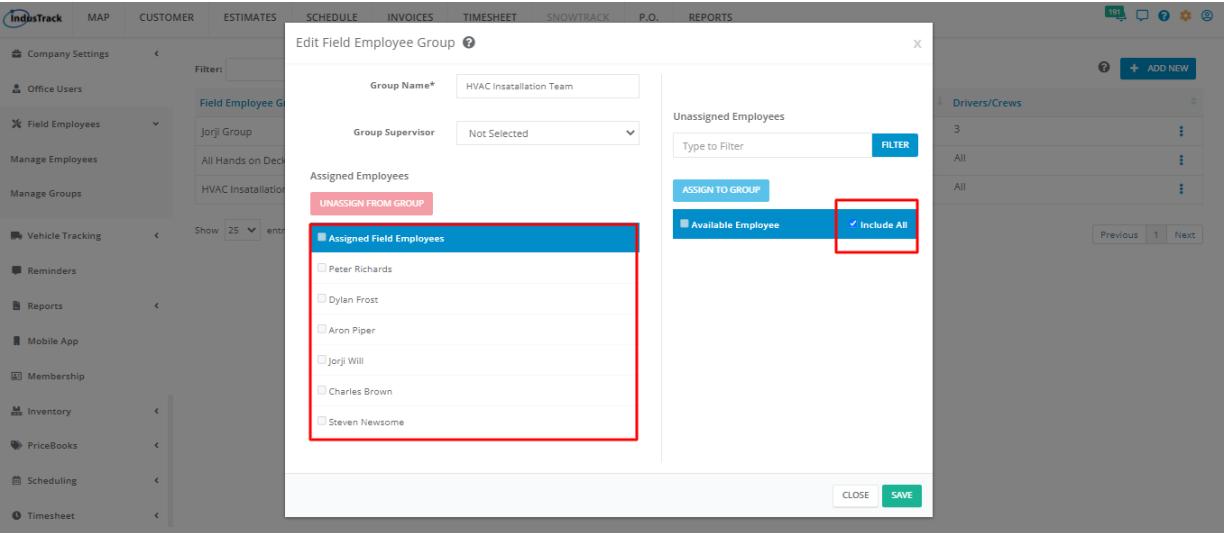 IndusTrack
MAP
CUSTOMER
ESTIMATES
SCHEDULE
INVOICES
TIMESHEET
SNOWTRACK
P.O.
REPORTS
191
Company Settings
Office Users
Field Employees
Manage Employees
Manage Groups
Vehicle Tracking
Reminders
Reports
Mobile App
Membership
Inventory
PriceBooks
Scheduling
Timesheet
Filter:
Field Employee Gr
Jorji Group
All Hands on Deck
HVAC Insatallation
Show 25 entr
Edit Field Employee Group
X
Group Name*
HVAC Insatallation Team
Group Supervisor
Not Selected
Assigned Employees
UNASSIGN FROM GROUP
Assigned Field Employees
Peter Richards
Dylan Frost
Aron Piper
Jorji Will
Charles Brown
Steven Newsome
Unassigned Employees
Type to Filter
FILTER
ASSIGN TO GROUP
Available Employee
Include All
CLOSE
SAVE
+ ADD NEW
Drivers/Crews
3
All
All
Previous 1 Next